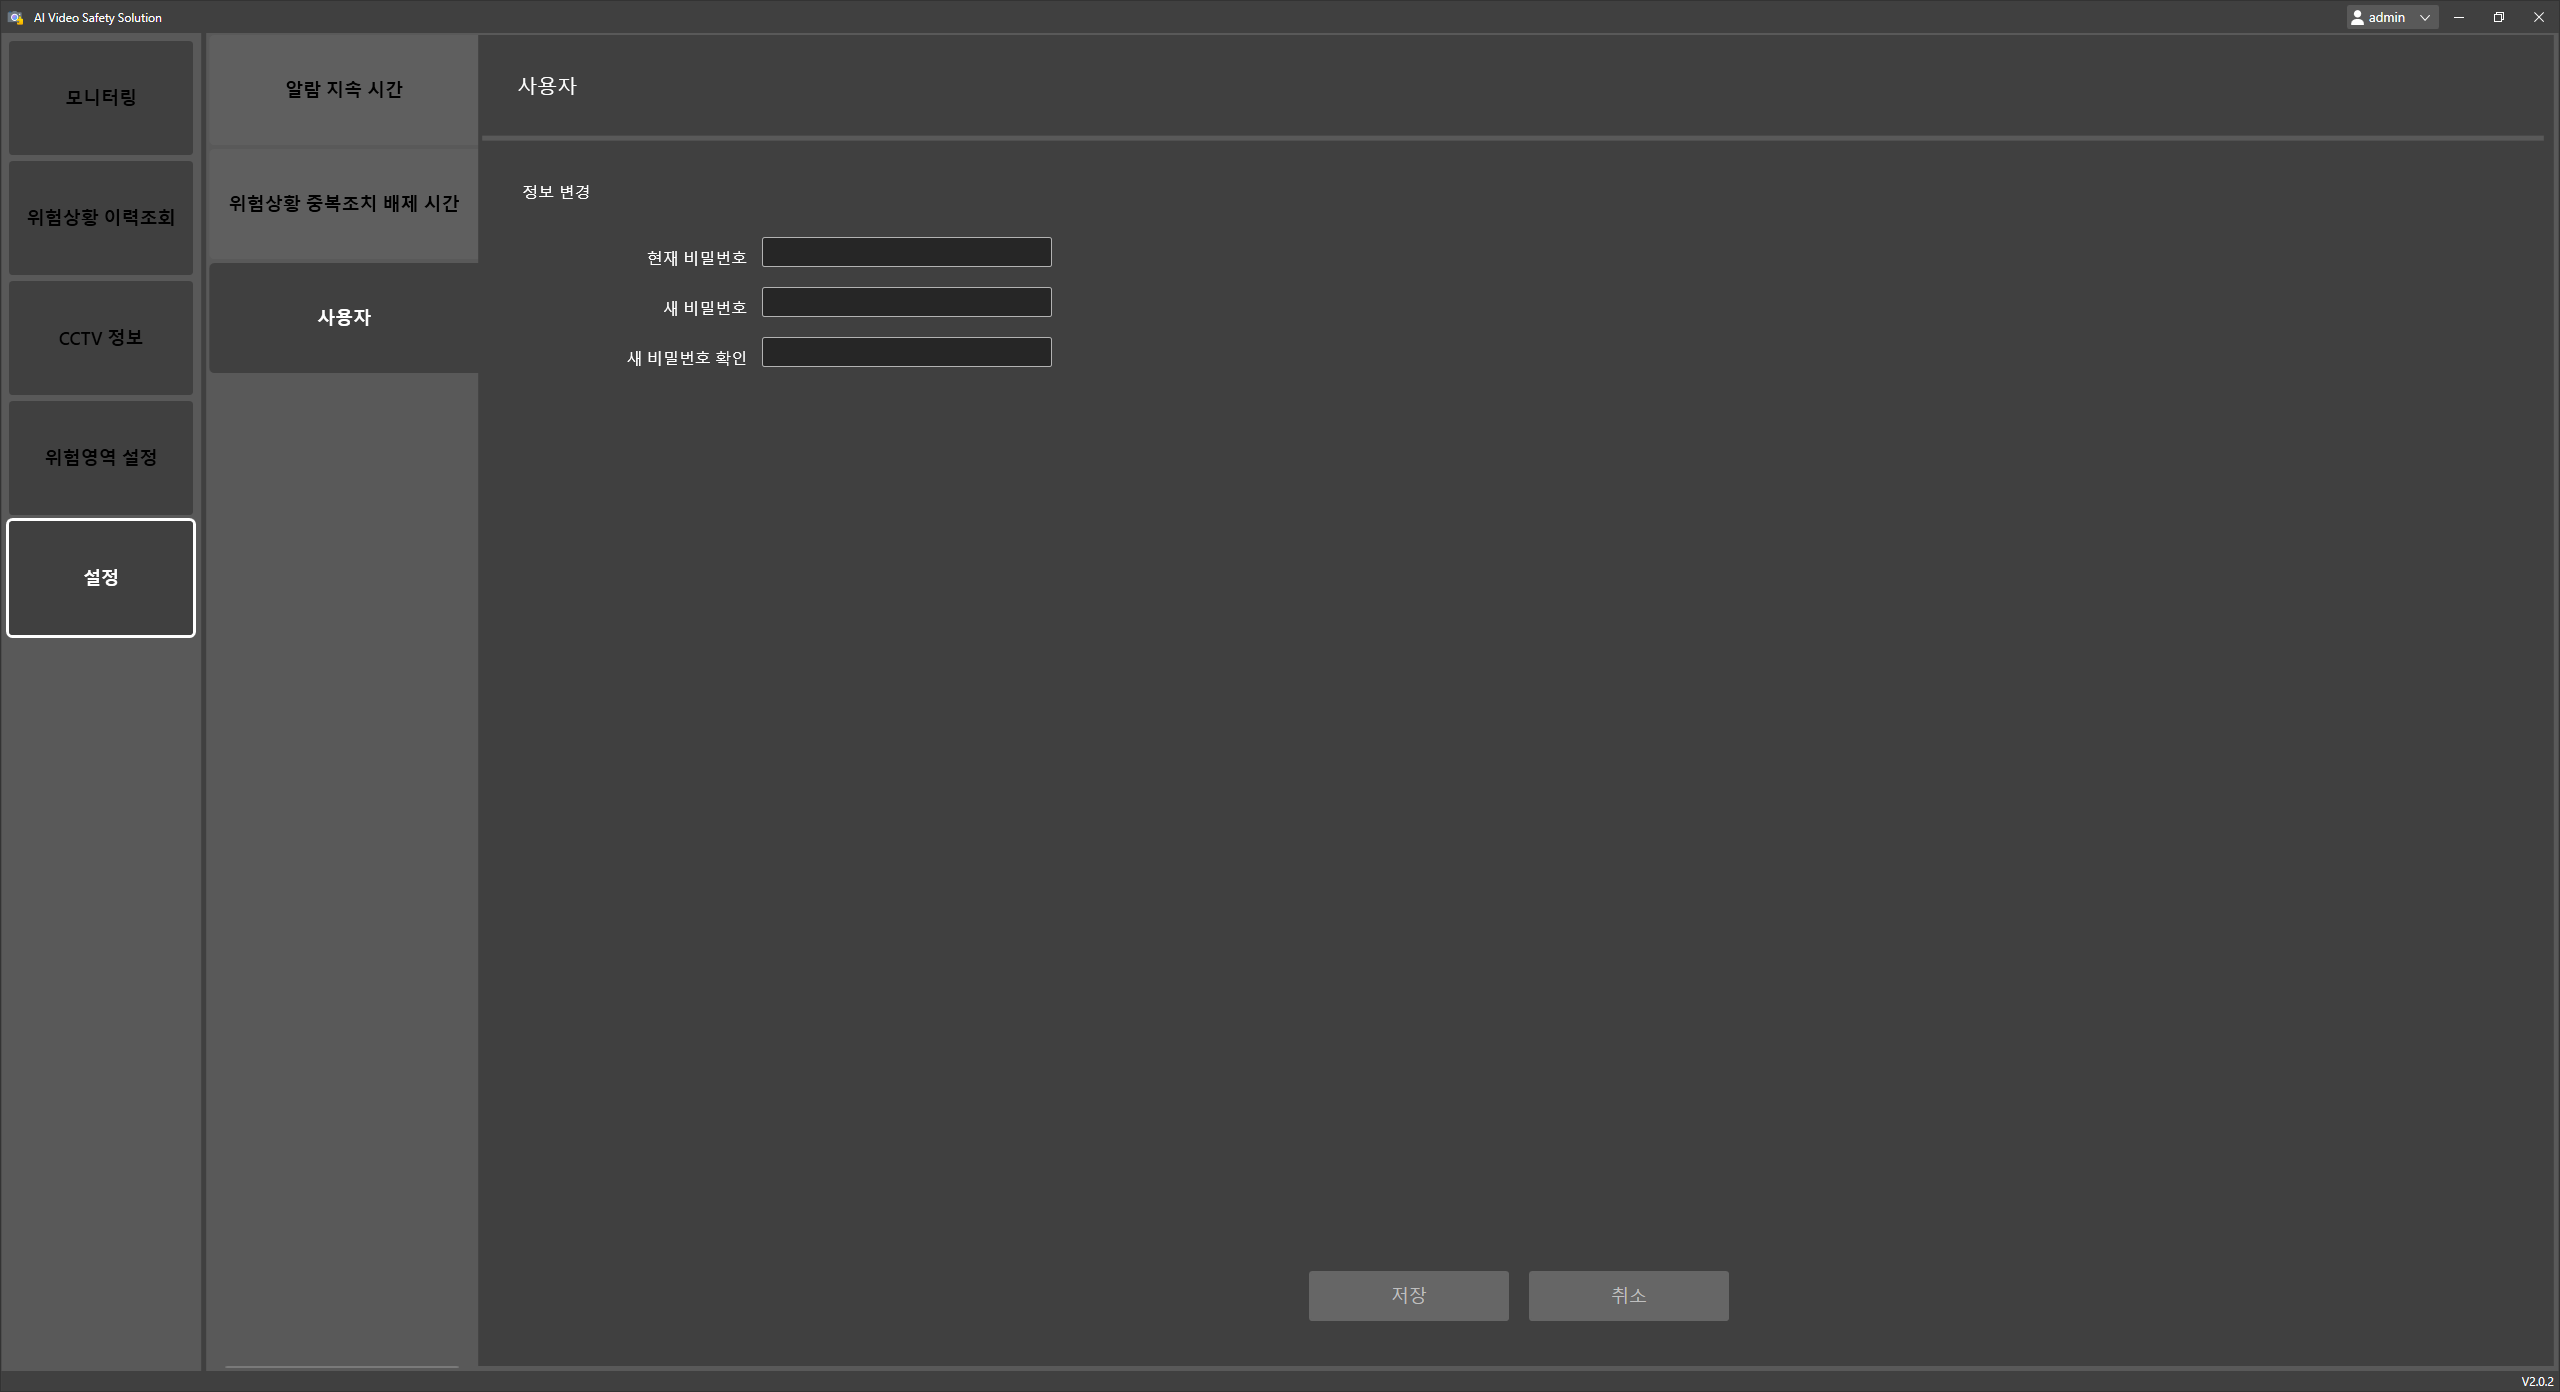 AI Video Safety Solution
admin
모니터링
위험상황 이력조회
CCTV 정보
위험영역 설정
설정
알람 지속 시간
위험상황 중복조치 배제 시간
사용자
사용자
정보 변경
현재 비밀번호
새 비밀번호
새 비밀번호 확인
저장
취소
V2.0.2